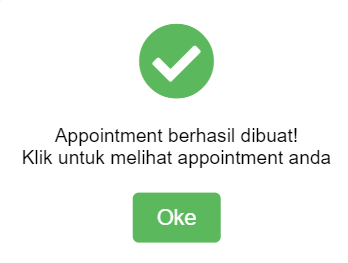 Appointment berhasil dibuat!
Klik untuk melihat appointment anda
Oke